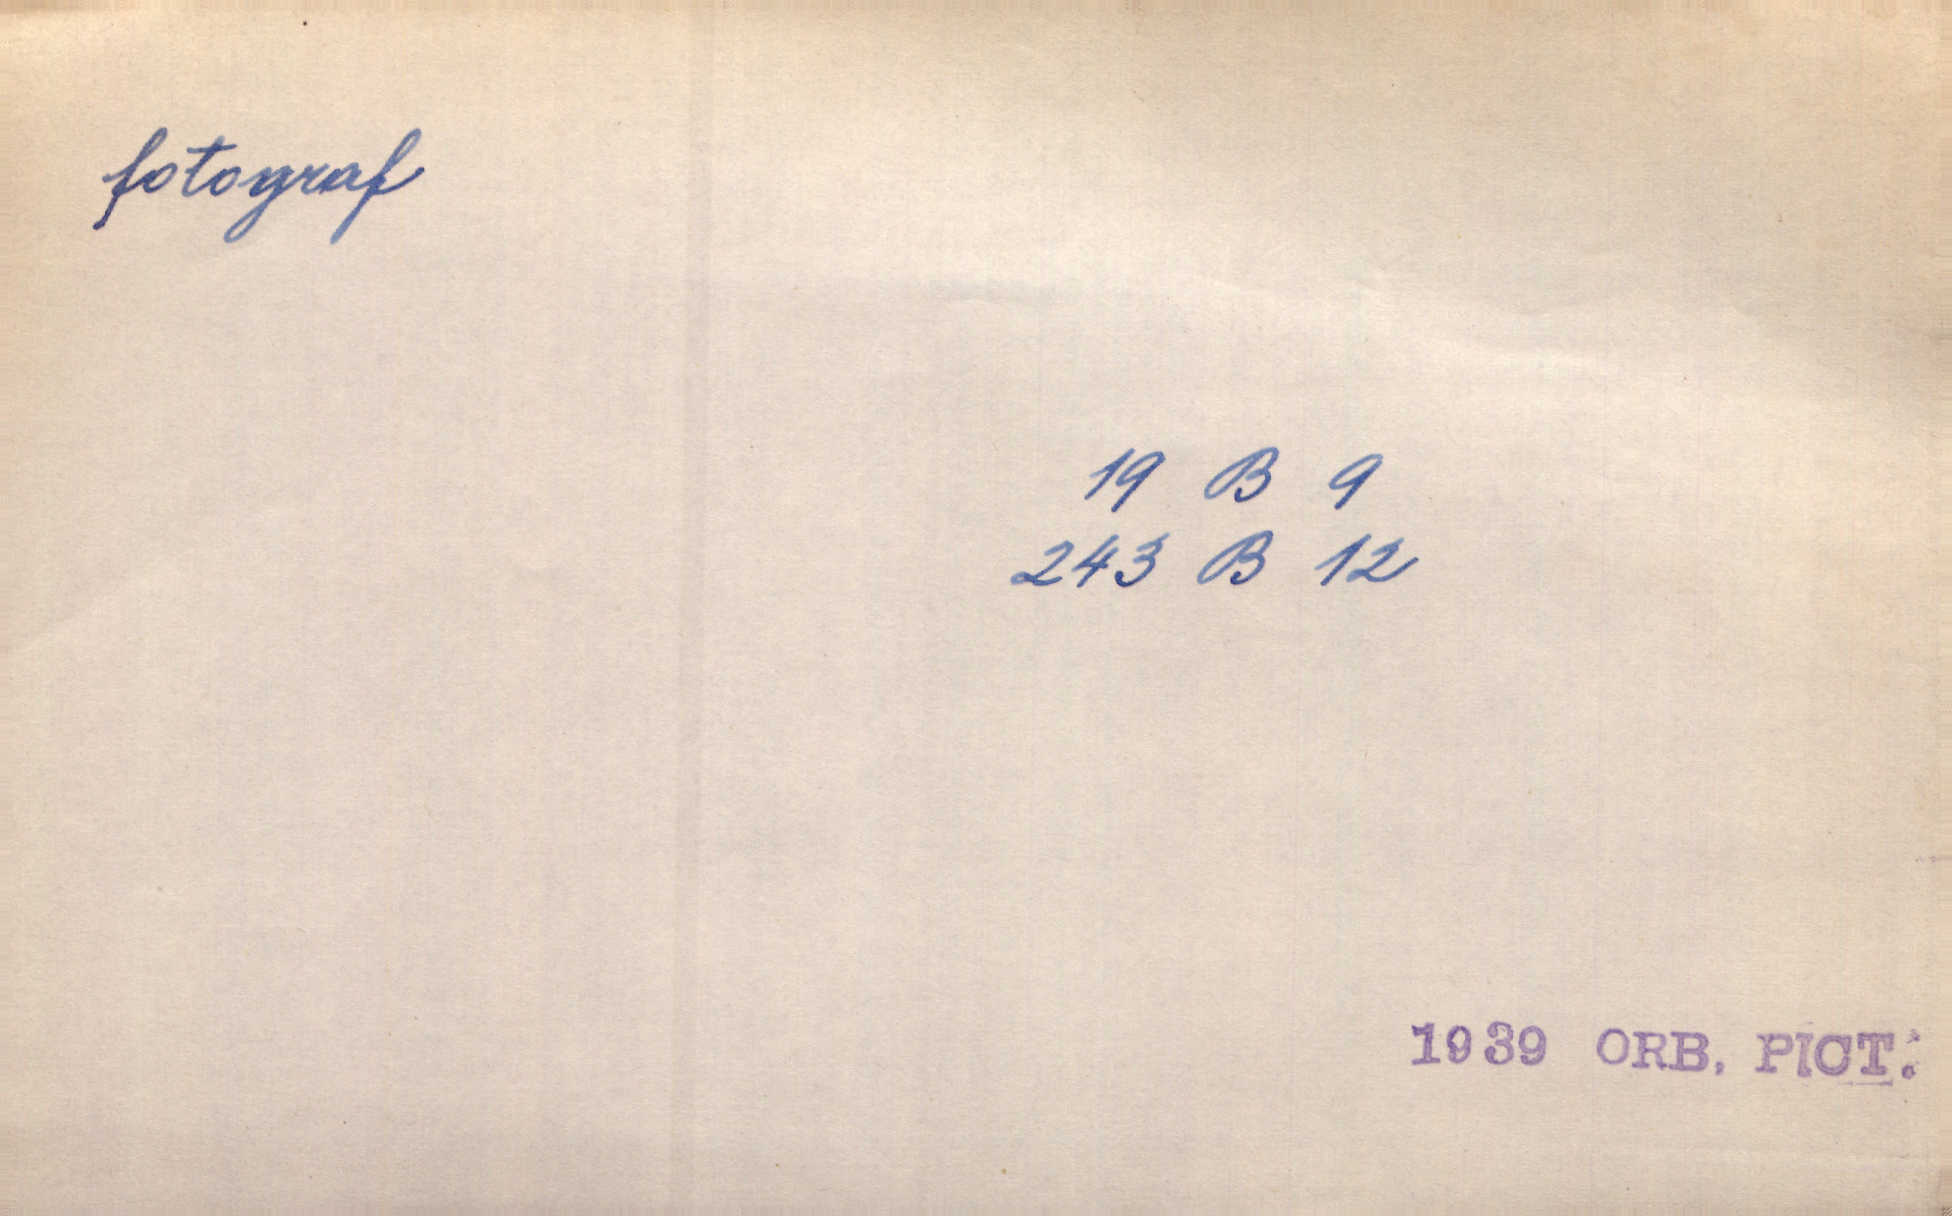 fotograf
19 B 9
243 B 12
1939 ORB. PICT.